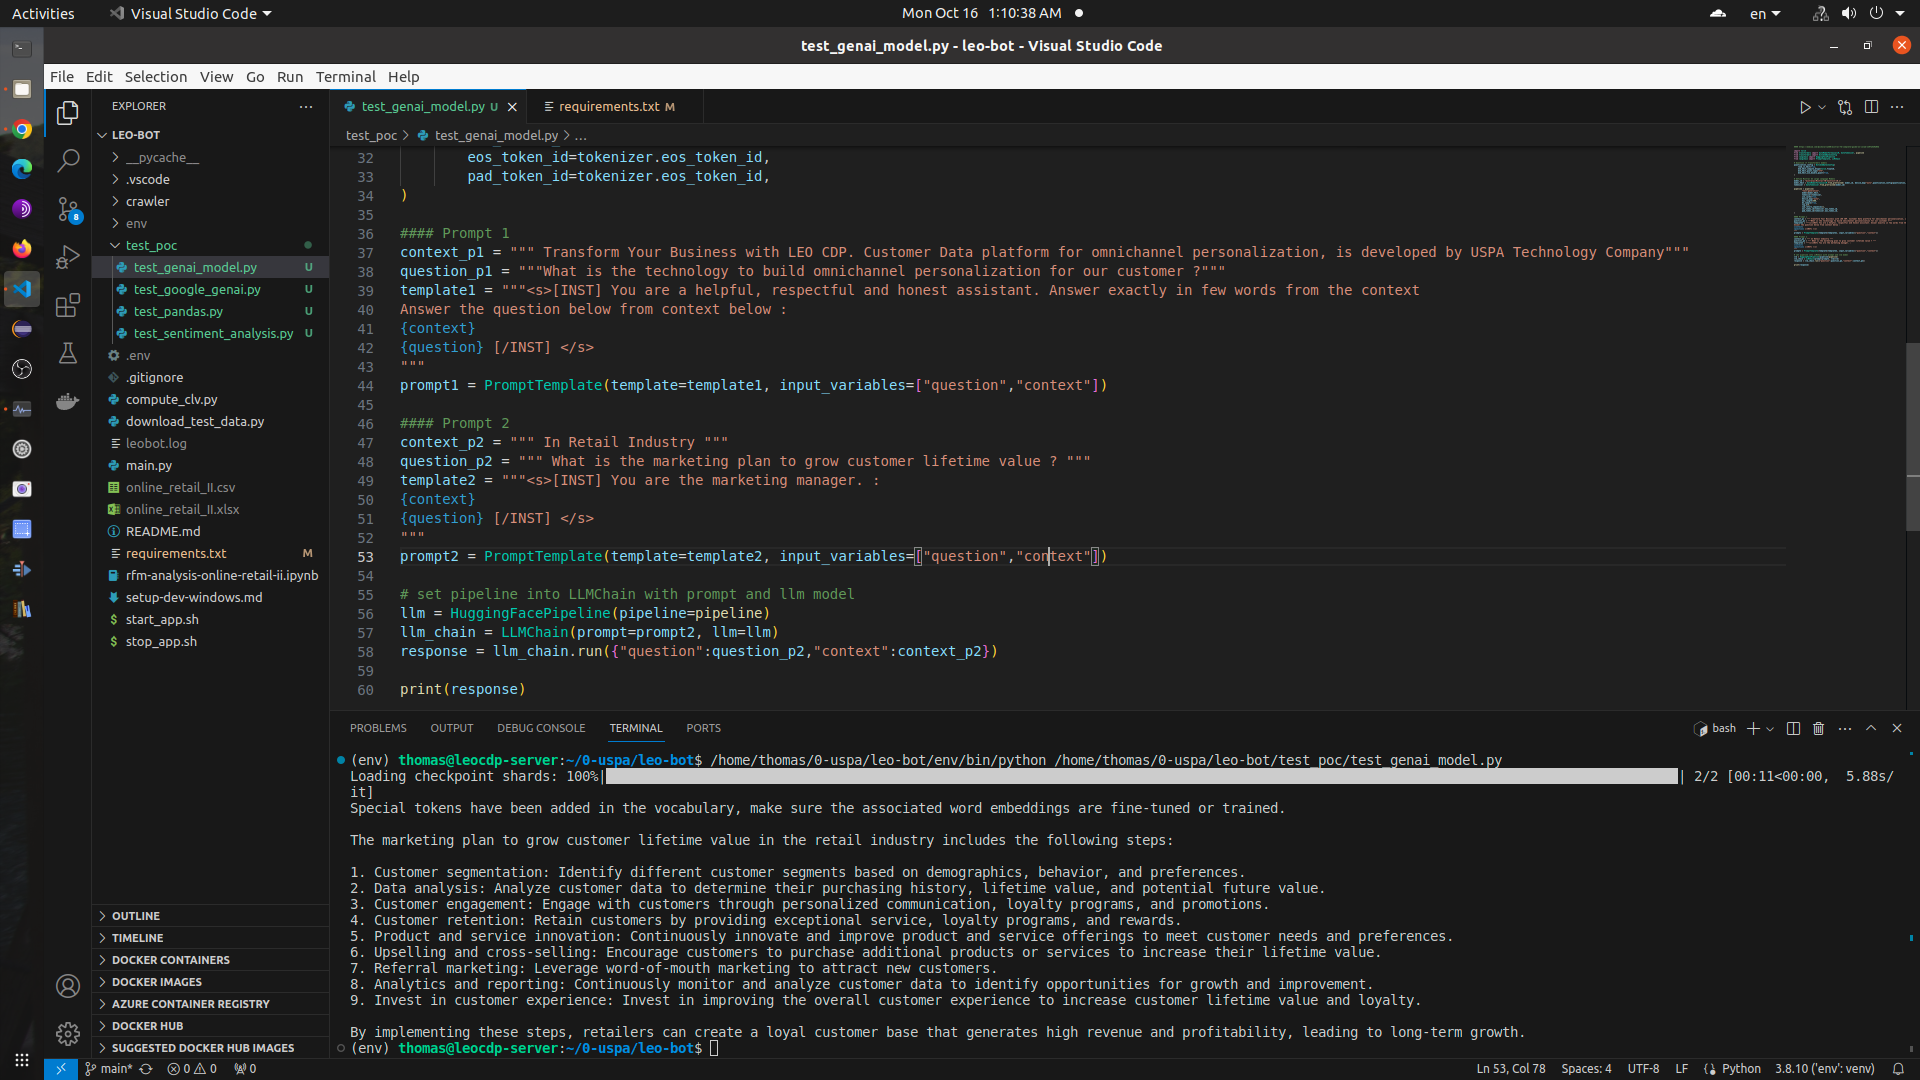 Activities
Visual Studio Code
Mon Oct 16 1:10:38 AM
en
test_genai_model.py - leo-bot - Visual Studio Code
File Edit Selection View Go Run Terminal Help
EXPLORER
LEO-BOT
__pycache__
.vscode
crawler
env
test_poc
test_genai_model.py U
test_google_genai.py U
test_pandas.py U
test_sentiment_analysis.py U
.env
.gitignore
compute_clv.py
download_test_data.py
leobot.log
main.py
online_retail_II.csv
online_retail_II.xlsx
README.md
requirements.txt M
rfm-analysis-online-retail-ii.ipynb
setup-dev-windows.md
start_app.sh
stop_app.sh
OUTLINE
TIMELINE
DOCKER CONTAINERS
DOCKER IMAGES
AZURE CONTAINER REGISTRY
DOCKER HUB
SUGGESTED DOCKER HUB IMAGES
8
test_genai_model.py U
requirements.txt M
test_poc > test_genai_model.py > ...
32 eos_token_id=tokenizer.eos_token_id,
33 pad_token_id=tokenizer.eos_token_id,
34 )
35
36 #### Prompt 1
37 context_p1 = """ Transform Your Business with LEO CDP. Customer Data platform for omnichannel personalization, is developed by USPA Technology Company"""
38 question_p1 = """What is the technology to build omnichannel personalization for our customer ?"""
39 template1 = """<s>[INST] You are a helpful, respectful and honest assistant. Answer exactly in few words from the context
40 Answer the question below from context below :
41 {context}
42 {question} [/INST] </s>
43 """
44 prompt1 = PromptTemplate(template=template1, input_variables=["question","context"])
45
46 #### Prompt 2
47 context_p2 = """ In Retail Industry """
48 question_p2 = """ What is the marketing plan to grow customer lifetime value ? """
49 template2 = """<s>[INST] You are the marketing manager. :
50 {context}
51 {question} [/INST] </s>
52 """
53 prompt2 = PromptTemplate(template=template2, input_variables=["question","context"])
54
55 # set pipeline into LLMChain with prompt and llm model
56 llm = HuggingFacePipeline(pipeline=pipeline)
57 llm_chain = LLMChain(prompt=prompt2, llm=llm)
58 response = llm_chain.run({"question":question_p2,"context":context_p2})
59
60 print(response)
PROBLEMS OUTPUT DEBUG CONSOLE TERMINAL PORTS
bash
(env) thomas@leocdp-server:~/0-uspa/leo-bot$ /home/thomas/0-uspa/leo-bot/env/bin/python /home/thomas/0-uspa/leo-bot/test_poc/test_genai_model.py
Loading checkpoint shards: 100%| | 2/2 [00:11<00:00, 5.88s/
it]
Special tokens have been added in the vocabulary, make sure the associated word embeddings are fine-tuned or trained.
The marketing plan to grow customer lifetime value in the retail industry includes the following steps:
1. Customer segmentation: Identify different customer segments based on demographics, behavior, and preferences.
2. Data analysis: Analyze customer data to determine their purchasing history, lifetime value, and potential future value.
3. Customer engagement: Engage with customers through personalized communication, loyalty programs, and promotions.
4. Customer retention: Retain customers by providing exceptional service, loyalty programs, and rewards.
5. Product and service innovation: Continuously innovate and improve product and service offerings to meet customer needs and preferences.
6. Upselling and cross-selling: Encourage customers to purchase additional products or services to increase their lifetime value.
7. Referral marketing: Leverage word-of-mouth marketing to attract new customers.
8. Analytics and reporting: Continuously monitor and analyze customer data to identify opportunities for growth and improvement.
9. Invest in customer experience: Invest in improving the overall customer experience to increase customer lifetime value and loyalty.
By implementing these steps, retailers can create a loyal customer base that generates high revenue and profitability, leading to long-term growth.
(env) thomas@leocdp-server:~/0-uspa/leo-bot$
main* 0 0 0
Ln 53, Col 78 Spaces: 4 UTF-8 LF Python 3.8.10 ('env': venv)